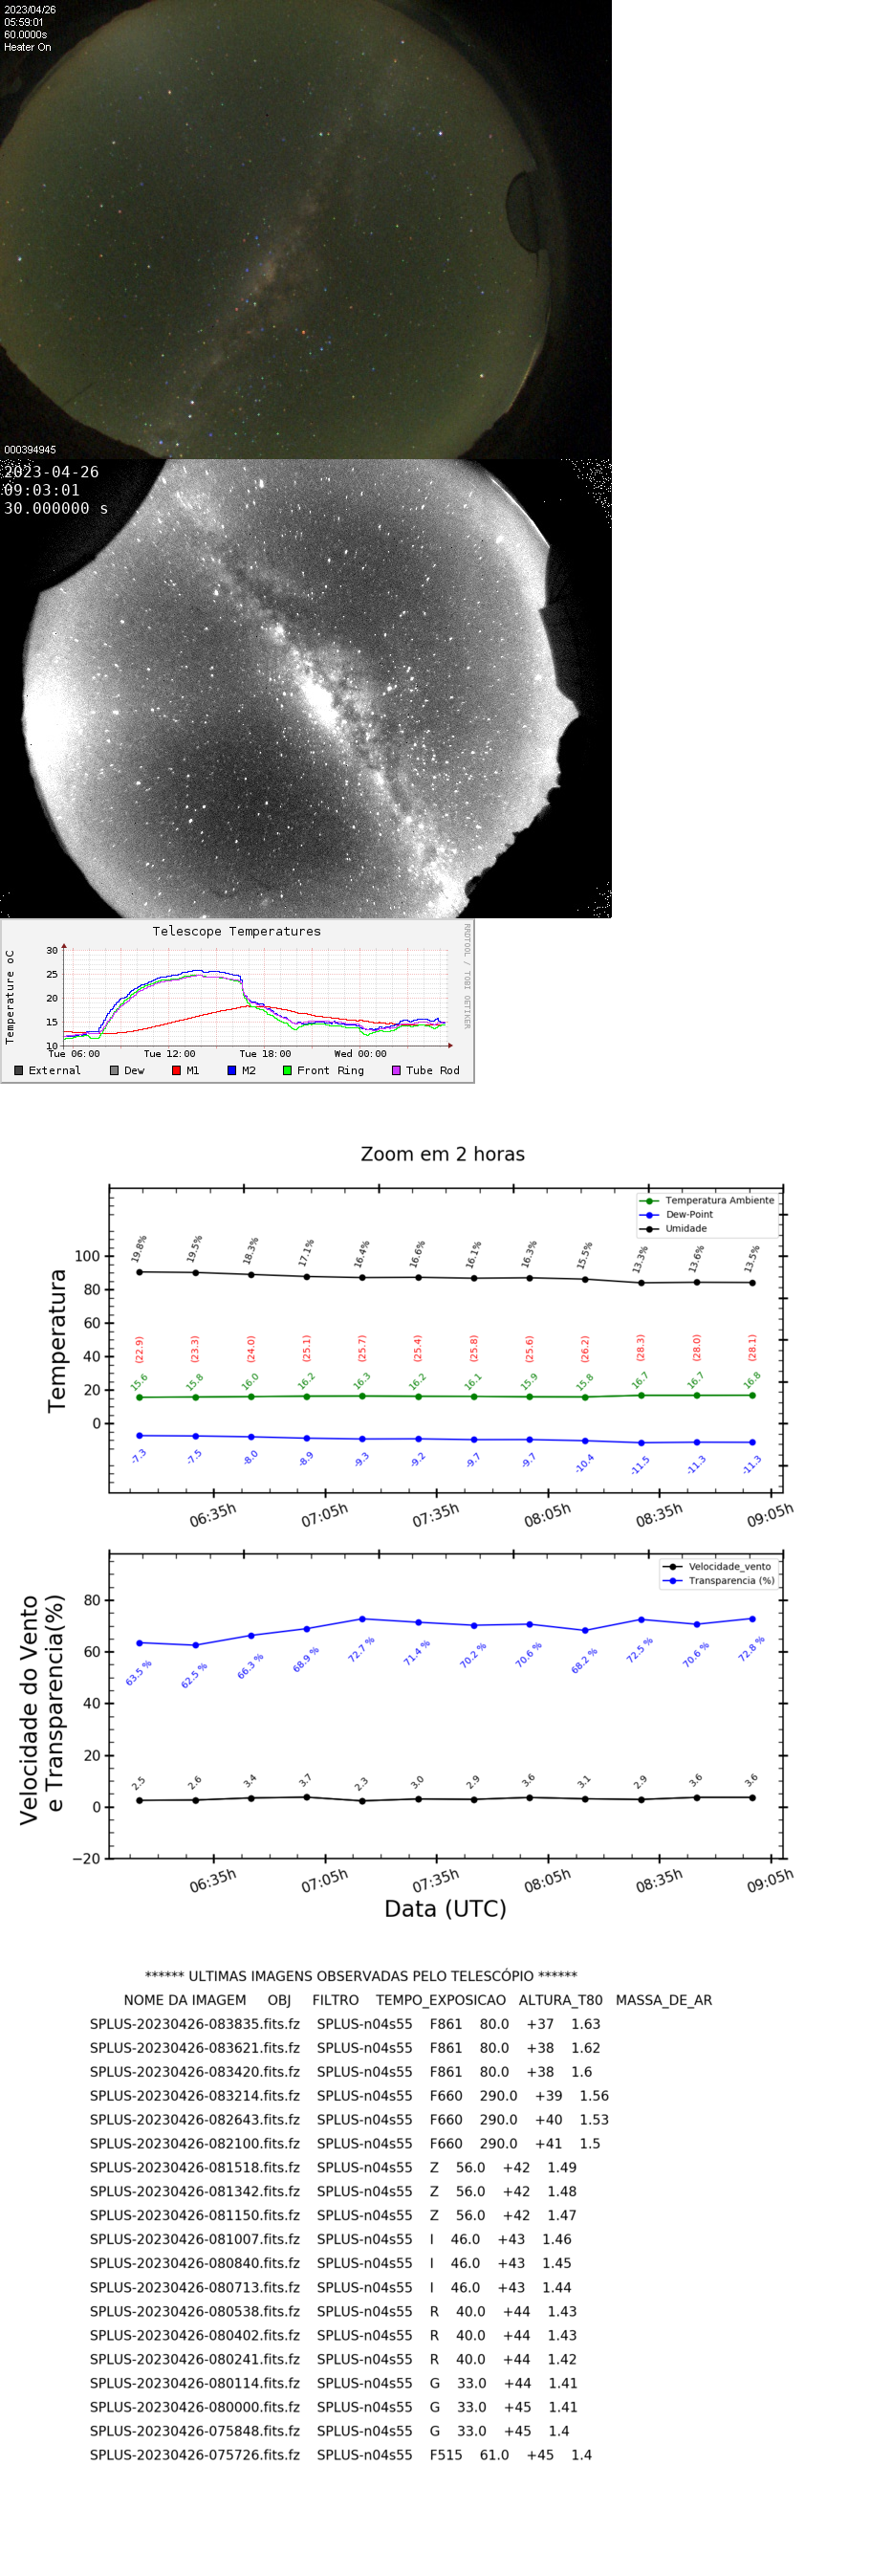 2023/04/26
05:59:01
60.0000s
Heater On
000394945
2023-04-26
09:03:01
30.000000 s
Telescope Temperatures
RRDTOOL / TOBI OETIKER
Temperature oC
30
25
20
15
10
Tue 06:00 Tue 12:00 Tue 18:00 Wed 00:00
External Dew M1 M2 Front Ring Tube Rod
Zoom em 2 horas
Temperatura Ambiente
Dew-Point
Umidade
Temperatura
100
80
60
40
20
0
19.8% 19.5% 18.3% 17.1% 16.4% 16.6% 16.1% 16.3% 15.5% 13.3% 13.6% 13.5%
(22.9) (23.3) (24.0) (25.1) (25.7) (25.4) (25.8) (25.6) (26.2) (28.3) (28.0) (28.1)
15.6 15.8 16.0 16.2 16.3 16.2 16.1 15.9 15.8 16.7 16.7 16.8
-7.3 -7.5 -8.0 -8.9 -9.3 -9.2 -9.7 -9.7 -10.4 -11.5 -11.3 -11.3
06:35h 07:05h 07:35h 08:05h 08:35h 09:05h
Velocidade_vento
Transparencia (%)
Velocidade do Vento
e Transparencia(%)
80
60
40
20
0
−20
63.5 % 62.5 % 66.3 % 68.9 % 72.7 % 71.4 % 70.2 % 70.6 % 68.2 % 72.5 % 70.6 % 72.8 %
2.5 2.6 3.4 3.7 2.3 3.0 2.9 3.6 3.1 2.9 3.6 3.6
06:35h 07:05h 07:35h 08:05h 08:35h 09:05h
Data (UTC)
****** ULTIMAS IMAGENS OBSERVADAS PELO TELESCÓPIO ******
NOME DA IMAGEM OBJ FILTRO TEMPO_EXPOSICAO ALTURA_T80 MASSA_DE_AR
SPLUS-20230426-083835.fits.fz SPLUS-n04s55 F861 80.0 +37 1.63
SPLUS-20230426-083621.fits.fz SPLUS-n04s55 F861 80.0 +38 1.62
SPLUS-20230426-083420.fits.fz SPLUS-n04s55 F861 80.0 +38 1.6
SPLUS-20230426-083214.fits.fz SPLUS-n04s55 F660 290.0 +39 1.56
SPLUS-20230426-082643.fits.fz SPLUS-n04s55 F660 290.0 +40 1.53
SPLUS-20230426-082100.fits.fz SPLUS-n04s55 F660 290.0 +41 1.5
SPLUS-20230426-081518.fits.fz SPLUS-n04s55 Z 56.0 +42 1.49
SPLUS-20230426-081342.fits.fz SPLUS-n04s55 Z 56.0 +42 1.48
SPLUS-20230426-081150.fits.fz SPLUS-n04s55 Z 56.0 +42 1.47
SPLUS-20230426-081007.fits.fz SPLUS-n04s55 I 46.0 +43 1.46
SPLUS-20230426-080840.fits.fz SPLUS-n04s55 I 46.0 +43 1.45
SPLUS-20230426-080713.fits.fz SPLUS-n04s55 I 46.0 +43 1.44
SPLUS-20230426-080538.fits.fz SPLUS-n04s55 R 40.0 +44 1.43
SPLUS-20230426-080402.fits.fz SPLUS-n04s55 R 40.0 +44 1.43
SPLUS-20230426-080241.fits.fz SPLUS-n04s55 R 40.0 +44 1.42
SPLUS-20230426-080114.fits.fz SPLUS-n04s55 G 33.0 +44 1.41
SPLUS-20230426-080000.fits.fz SPLUS-n04s55 G 33.0 +45 1.41
SPLUS-20230426-075848.fits.fz SPLUS-n04s55 G 33.0 +45 1.4
SPLUS-20230426-075726.fits.fz SPLUS-n04s55 F515 61.0 +45 1.4